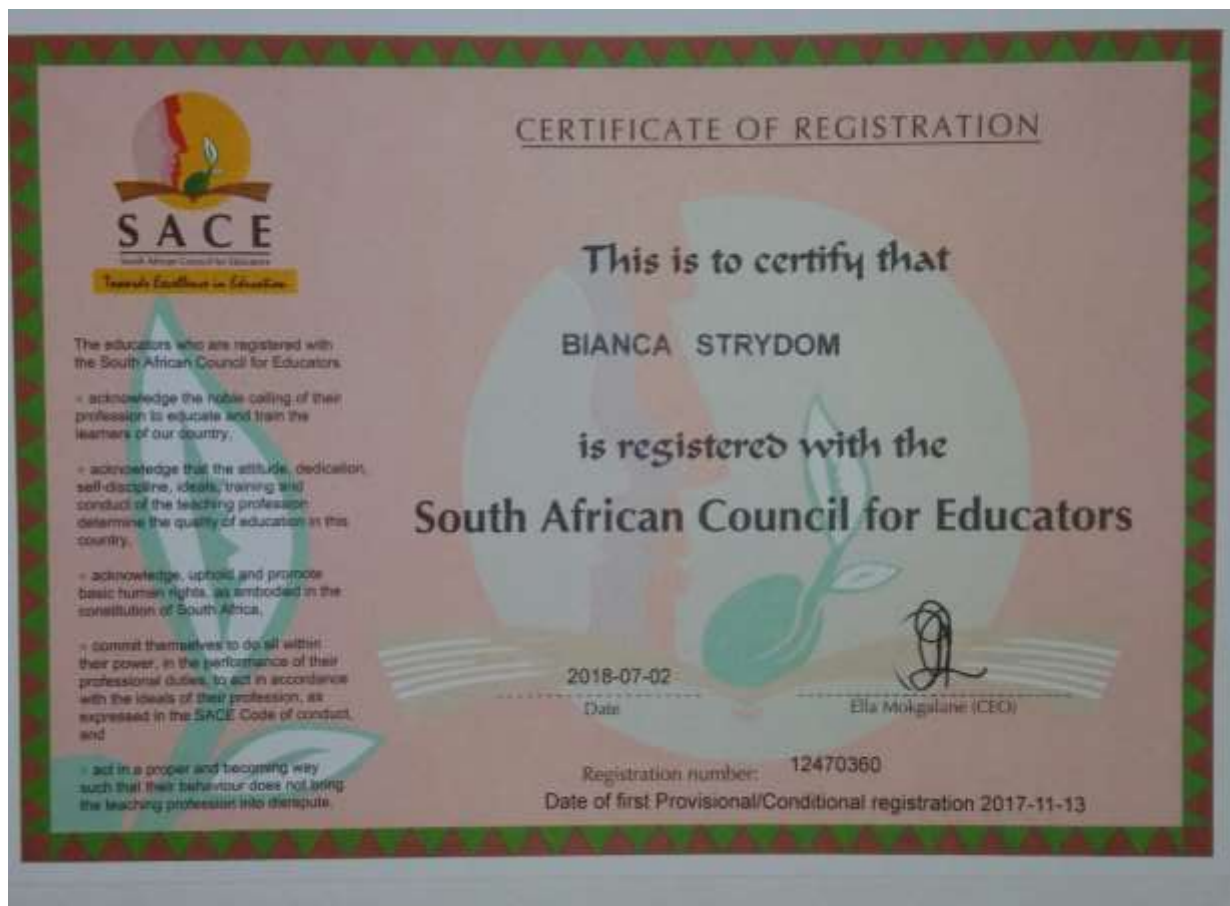 SACE
South African Council for Educators
Towards Excellence in Education
The educators who are registered with
the South African Council for Educators
- acknowledge the noble calling of their
profession to educate and train the
learners of our country,
- acknowledge that the attitude, dedication,
self-discipline, ideals, training and
conduct of the teaching profession
determine the quality of education in this
country,
- acknowledge, uphold and promote
basic human rights, as embodied in the
constitution of South Africa,
- commit themselves to do all within
their power, in the performance of their
professional duties, to act in accordance
with the ideals of their profession, as
expressed in the SACE Code of conduct,
and
- act in a proper and becoming way
such that their behaviour does not bring
the teaching profession into disrepute.
CERTIFICATE OF REGISTRATION
This is to certify that
BIANCA STRYDOM
is registered with the
South African Council for Educators
2018-07-02
Date
Ella Mokgalane (CEO)
Registration number: 12470360
Date of first Provisional/Conditional registration 2017-11-13